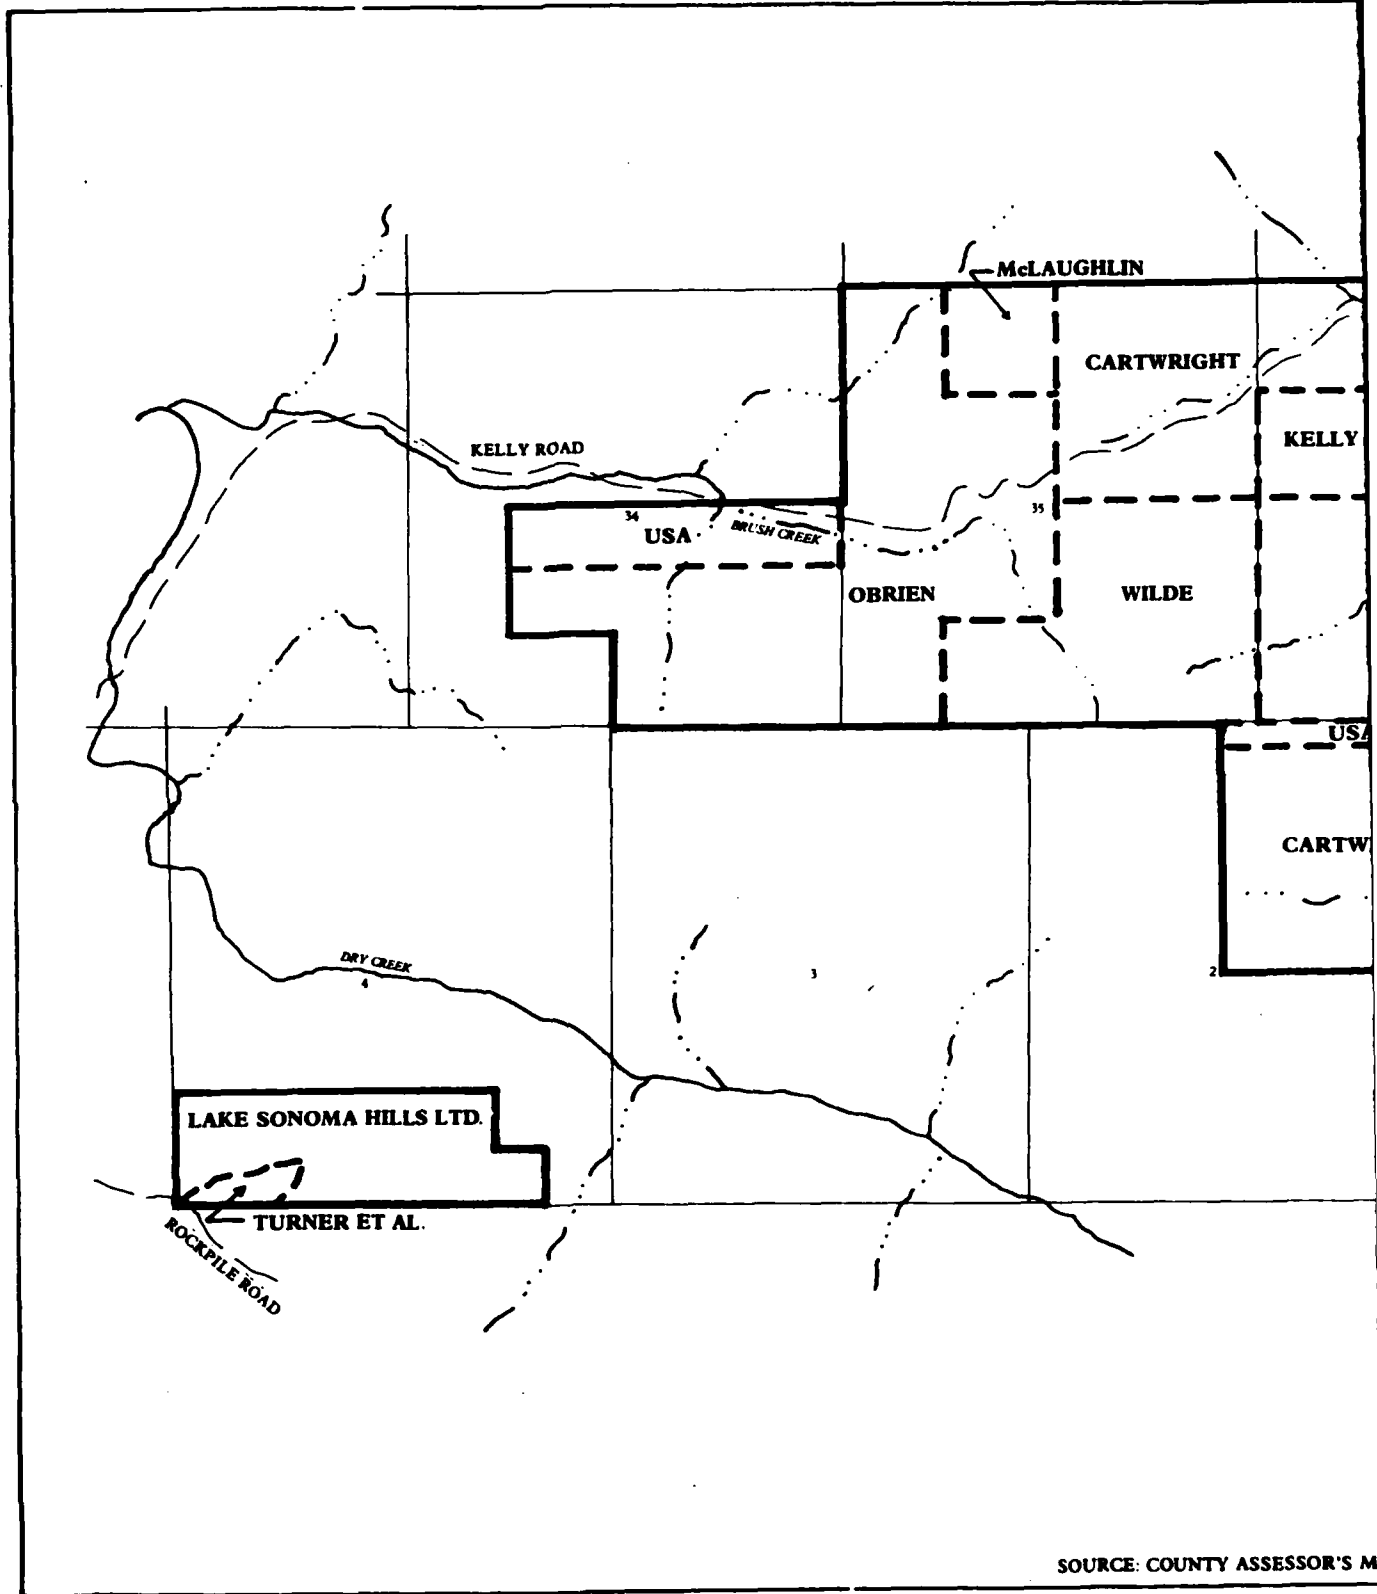 McLAUGHLIN
CARTWRIGHT
KELLY ROAD
KELLY
34
USA
BRUSH CREEK
35
OBRIEN
WILDE
USA
CARTW
DRY CREEK
4
3
2
LAKE SONOMA HILLS LTD.
TURNER ET AL.
ROCKPILE ROAD
SOURCE: COUNTY ASSESSOR'S M